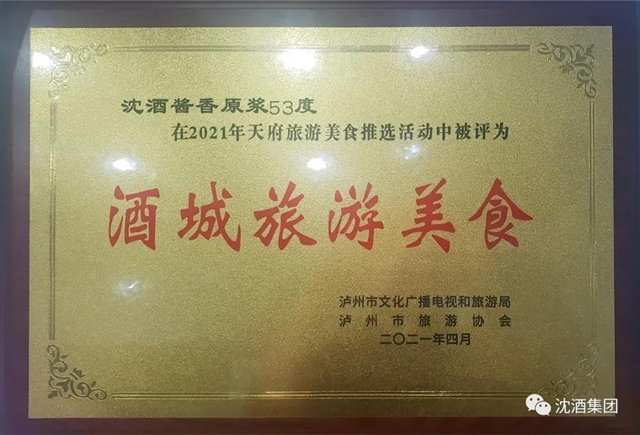 沈酒酱香原浆53度
在2021年天府旅游美食推选活动中被评为
酒城旅游美食
泸州市文化广播电视和旅游局
泸州市旅游协会
二〇二一年四月
沈酒集团